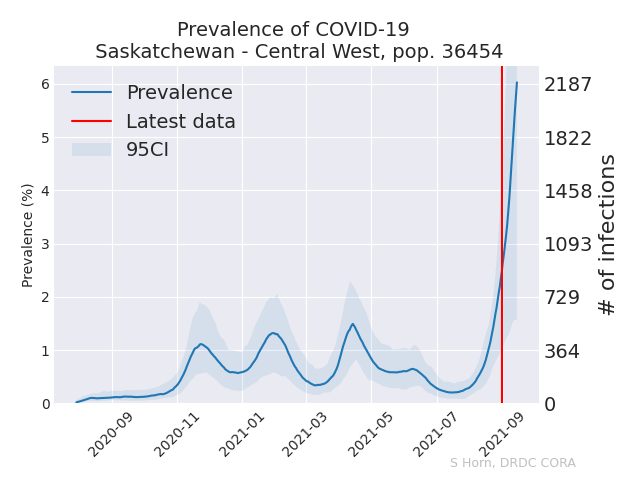 Prevalence of COVID-19
Saskatchewan - Central West, pop. 36454
Prevalence
Latest data
95CI
Prevalence (%)
6
5
4
3
2
1
0
2187
1822
1458
1093
729
364
0
# of infections
2020-09
2020-11
2021-01
2021-03
2021-05
2021-07
2021-09
S Horn, DRDC CORA